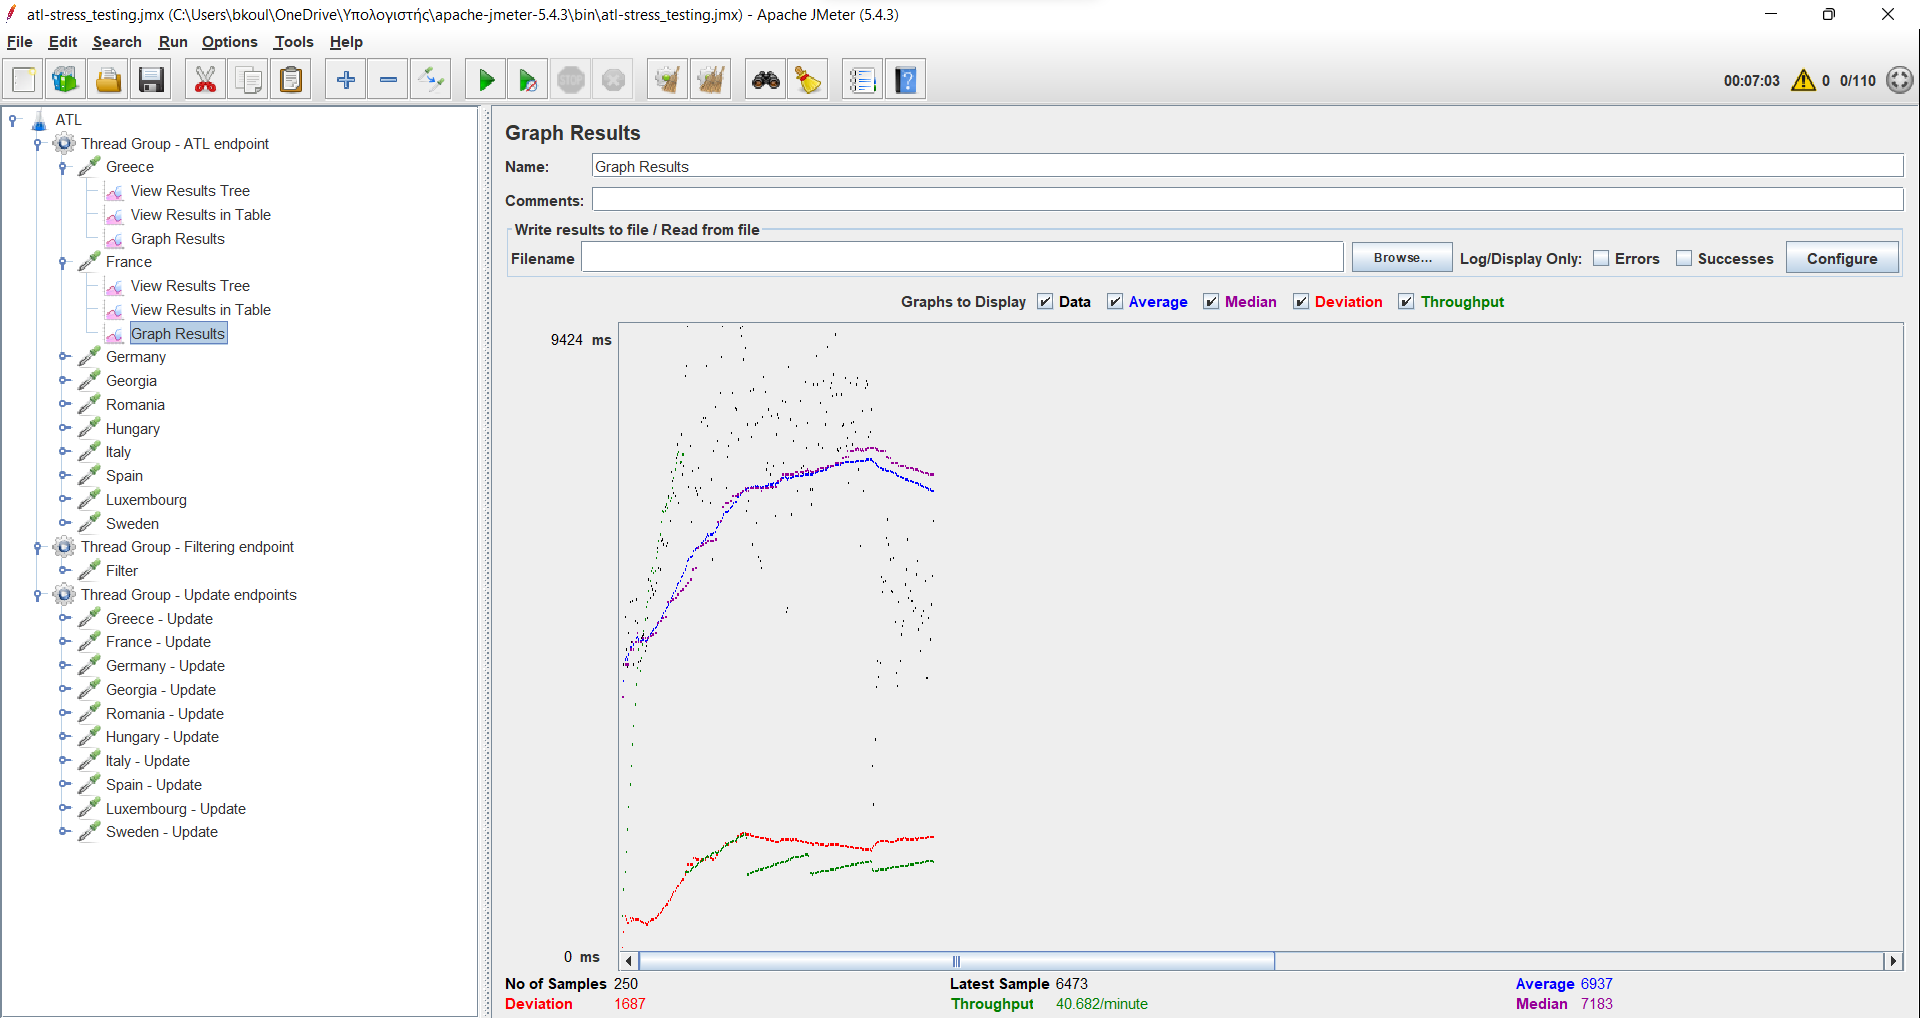 atl-stress_testing.jmx (C:\Users\bkoul\OneDrive\Υπολογιστής\apache-jmeter-5.4.3\bin\atl-stress_testing.jmx) - Apache JMeter (5.4.3)
File Edit Search Run Options Tools Help
STOP
00:07:03 0 0/110
ATL
Thread Group - ATL endpoint
Greece
View Results Tree
View Results in Table
Graph Results
France
View Results Tree
View Results in Table
Graph Results
Germany
Georgia
Romania
Hungary
Italy
Spain
Luxembourg
Sweden
Thread Group - Filtering endpoint
Filter
Thread Group - Update endpoints
Greece - Update
France - Update
Germany - Update
Georgia - Update
Romania - Update
Hungary - Update
Italy - Update
Spain - Update
Luxembourg - Update
Sweden - Update
Graph Results
Name: Graph Results
Comments:
Write results to file / Read from file
Filename Browse... Log/Display Only: Errors Successes Configure
Graphs to Display Data Average Median Deviation Throughput
9424 ms
0 ms
No of Samples 250 Latest Sample 6473 Average 6937
Deviation 1687 Throughput 40.682/minute Median 7183